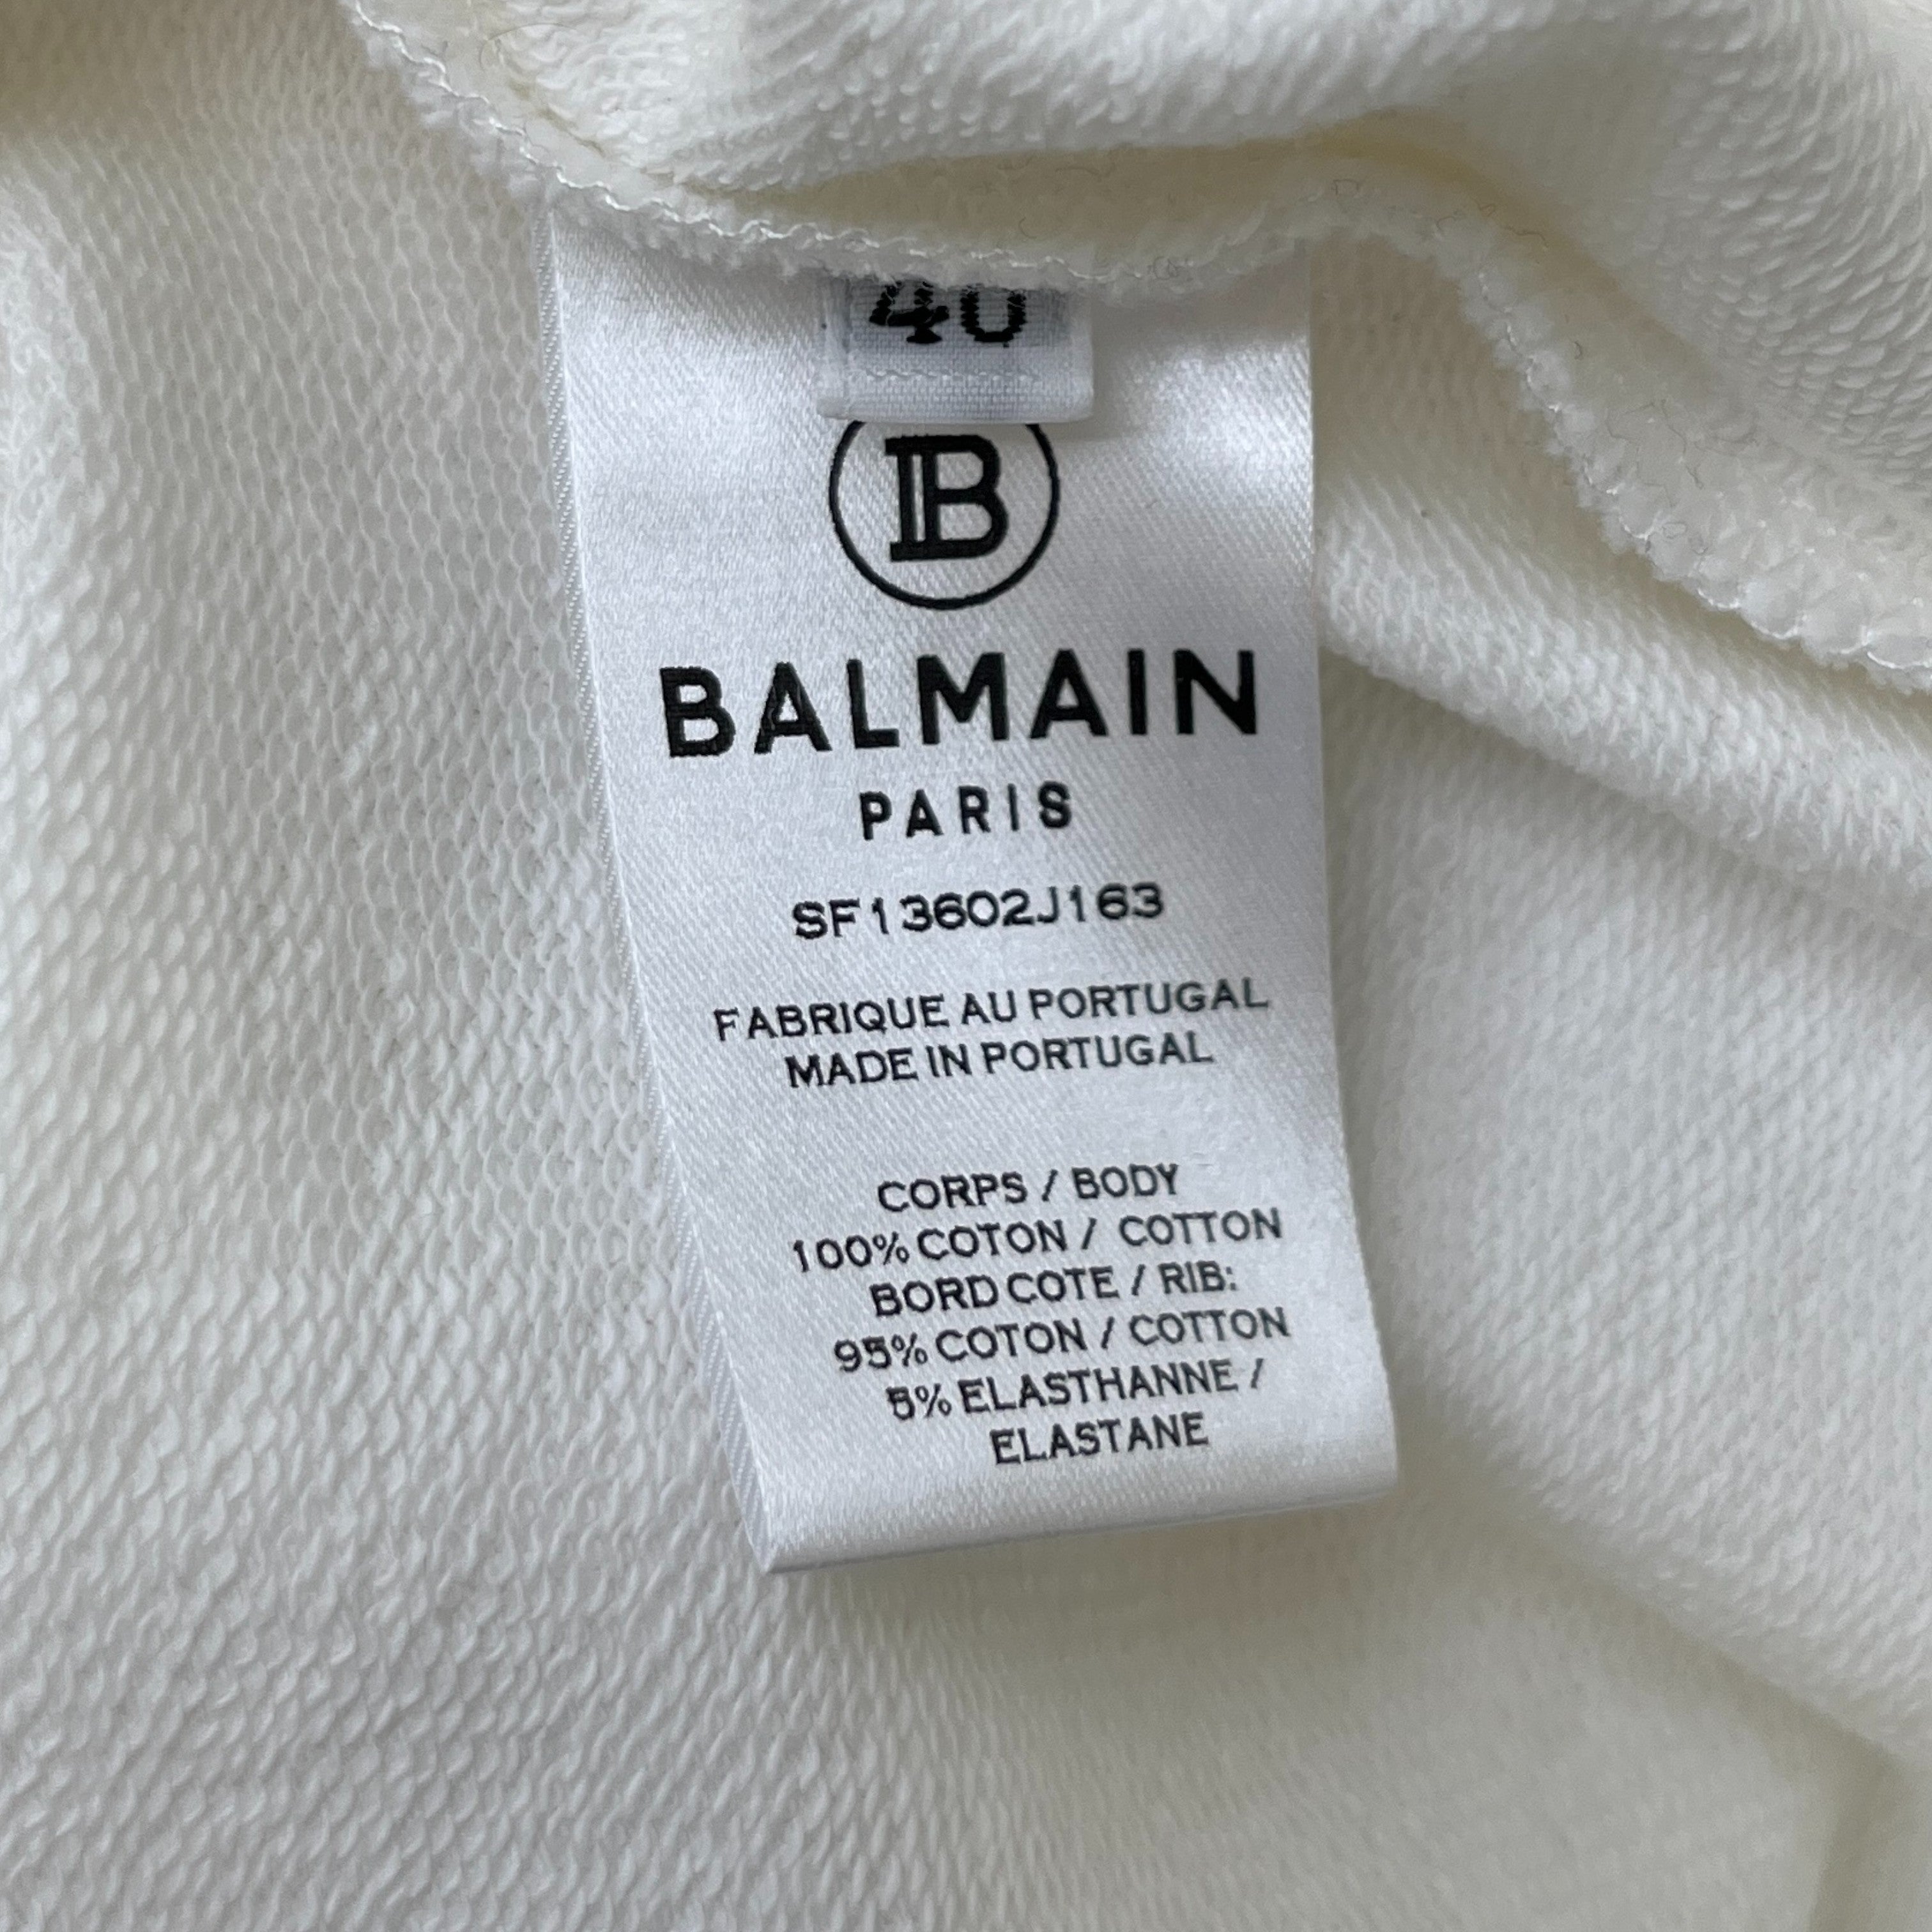 40
B
BALMAIN
PARIS
SF13602J163
FABRIQUE AU PORTUGAL
MADE IN PORTUGAL
CORPS / BODY
100% COTON / COTTON
BORD COTE / RIB:
95% COTON / COTTON
5% ELASTHANNE /
ELASTANE